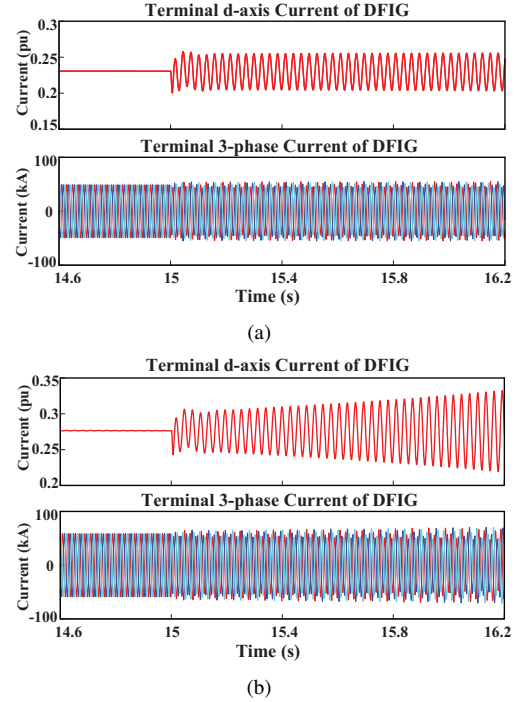 Terminal d-axis Current of DFIG
0.3
0.25
0.2
0.15
Current (pu)
Terminal 3-phase Current of DFIG
100
0
-100
Current (kA)
14.6 15 15.4 15.8 16.2
Time (s)
(a)
Terminal d-axis Current of DFIG
0.35
0.3
0.25
0.2
Current (pu)
Terminal 3-phase Current of DFIG
100
0
-100
Current (kA)
14.6 15 15.4 15.8 16.2
Time (s)
(b)